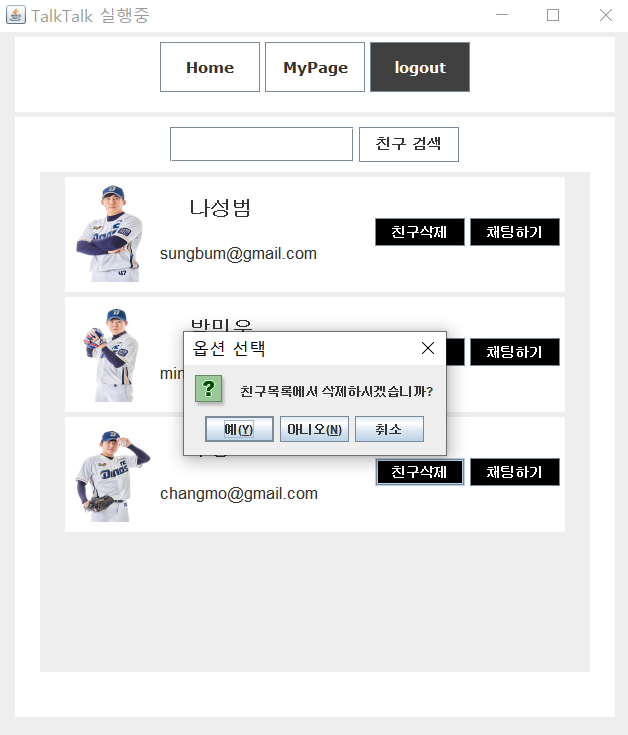 TalkTalk 실행중
Home
MyPage
logout
친구 검색
나성범
sungbum@gmail.com
친구삭제
채팅하기
채팅하기
옵션 선택
친구목록에서 삭제하시겠습니까?
예(Y)
아니오(N)
취소
changmo@gmail.com
친구삭제
채팅하기